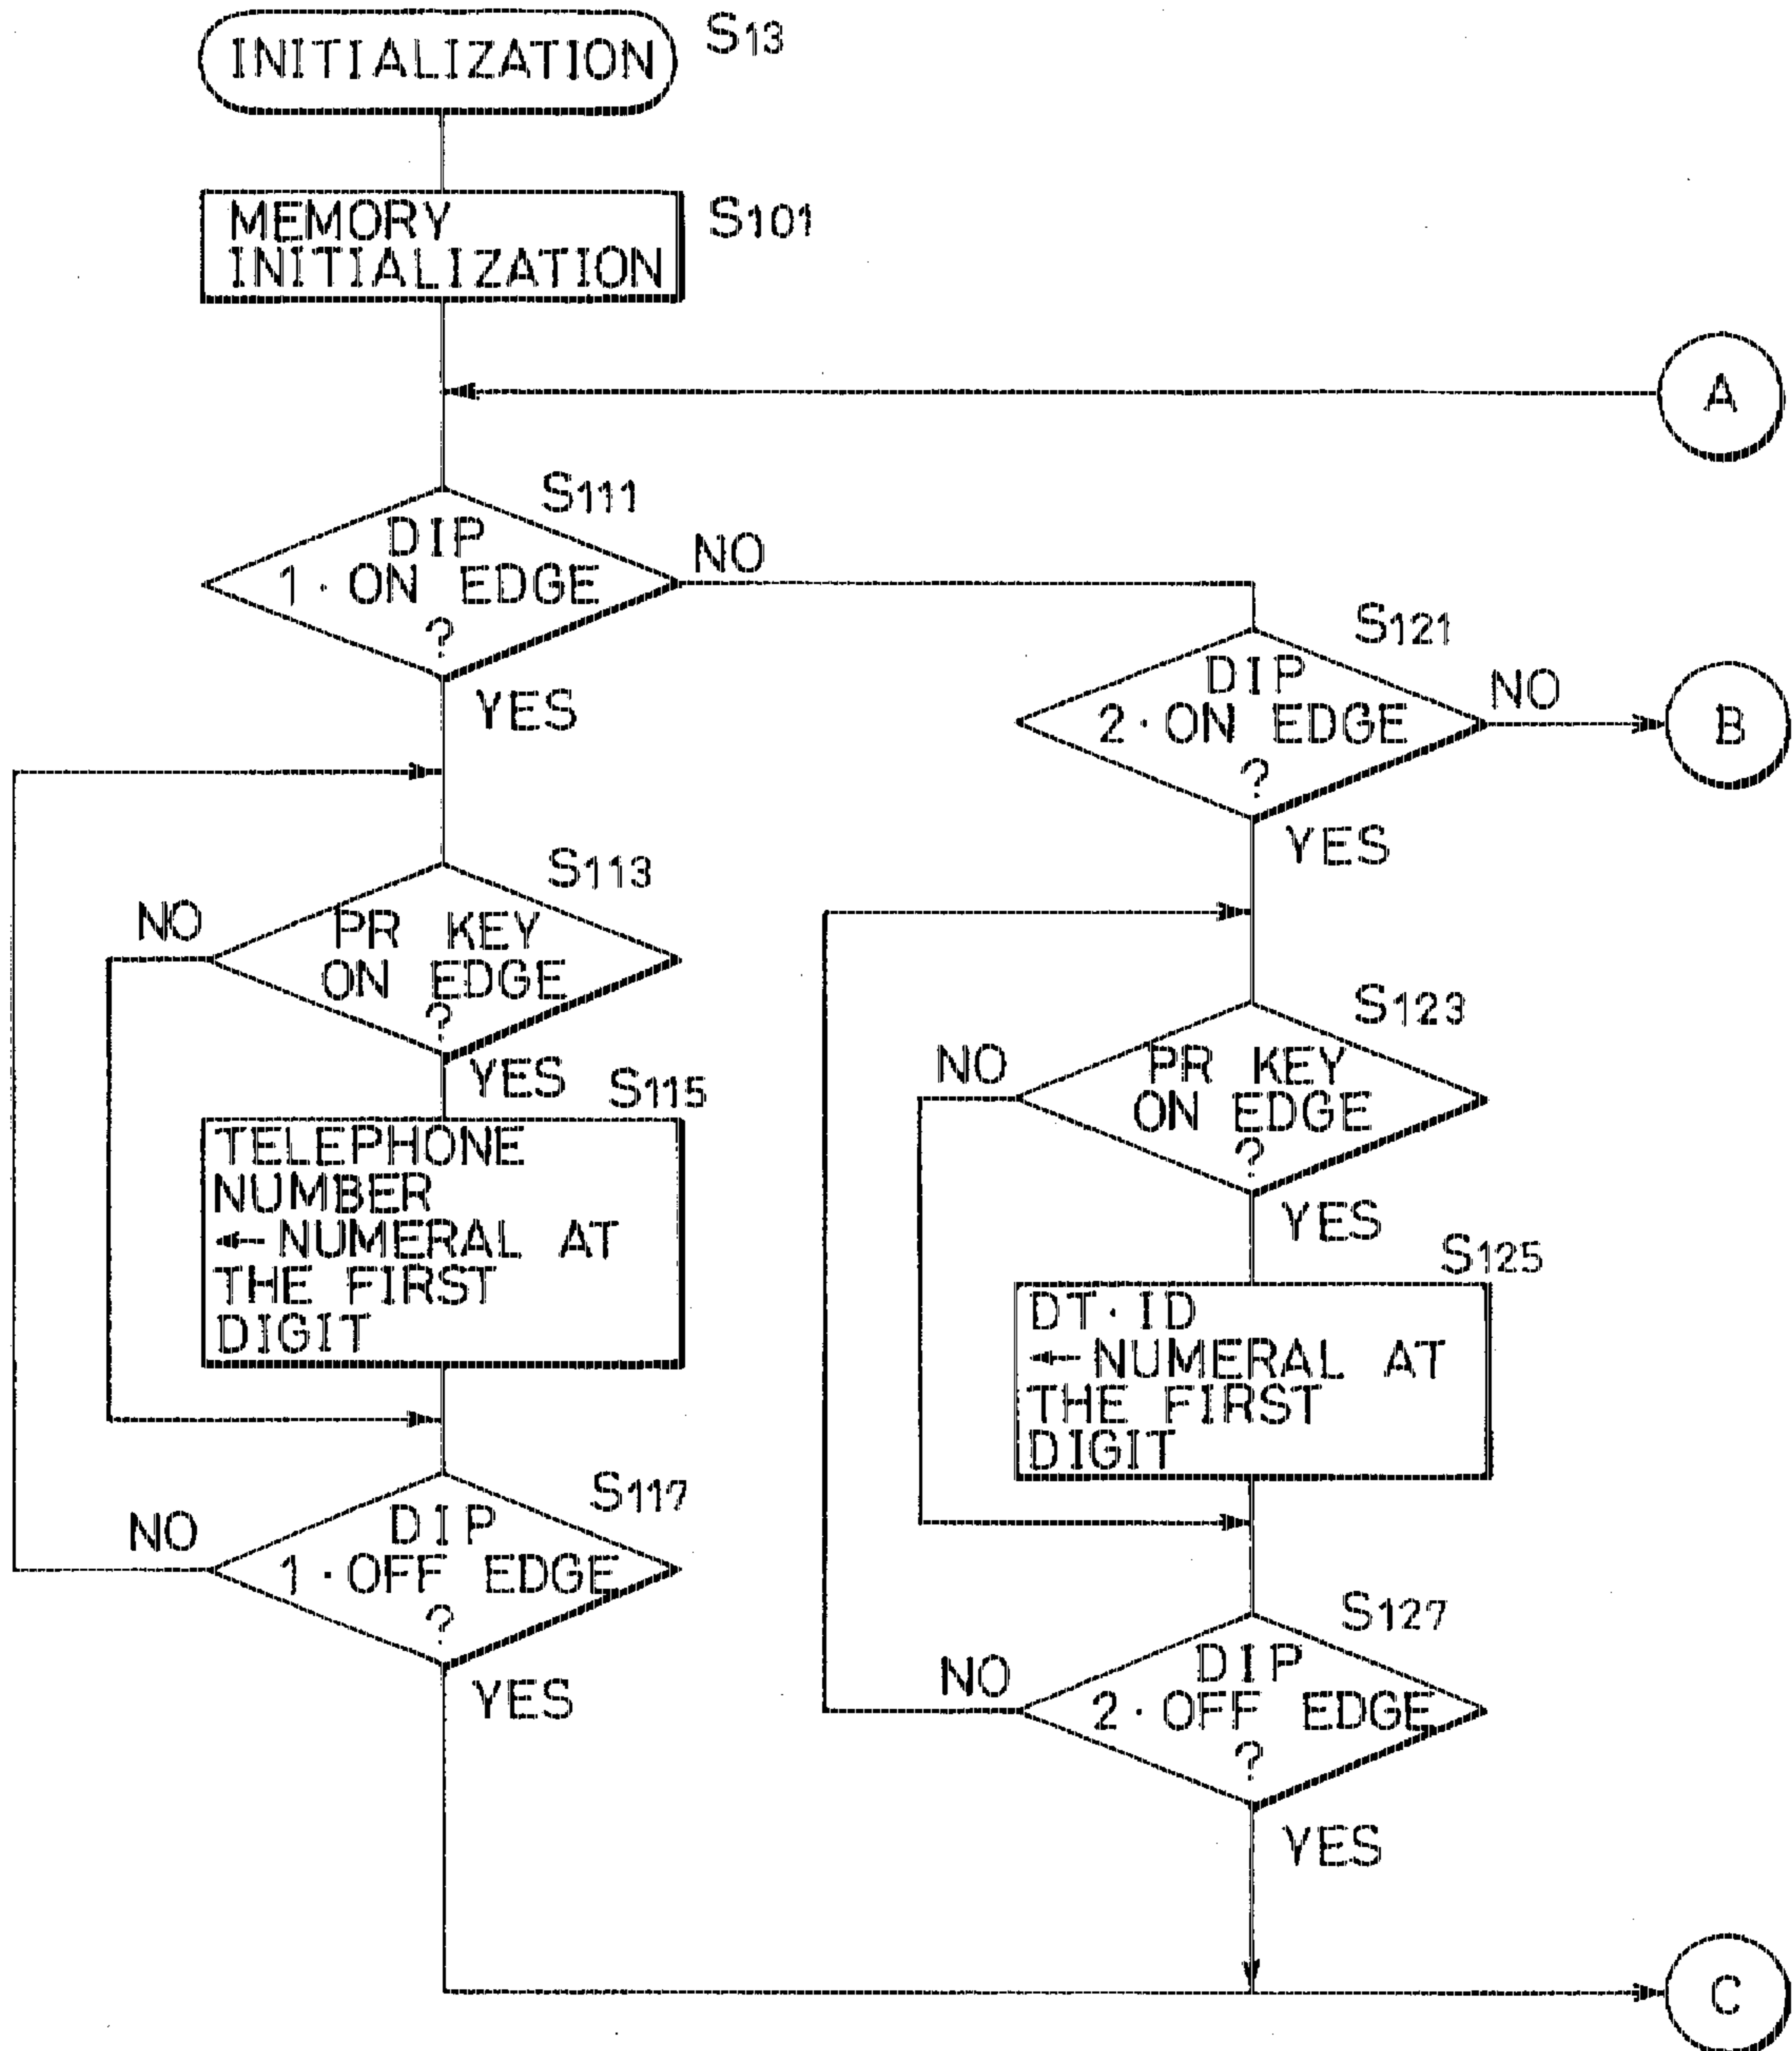 INITIALIZATION
S13
MEMORY
INITIALIZATION
S101
A
S111
DIP
1·ON EDGE
?
NO
YES
S121
DIP
2·ON EDGE
?
NO
B
YES
S113
NO
PR KEY
ON EDGE
?
YES
S115
TELEPHONE
NUMBER
←NUMERAL AT
THE FIRST
DIGIT
S123
NO
PR KEY
ON EDGE
?
YES
S125
DT·ID
←NUMERAL AT
THE FIRST
DIGIT
S117
NO
DIP
1·OFF EDGE
?
YES
S127
NO
DIP
2·OFF EDGE
?
YES
C